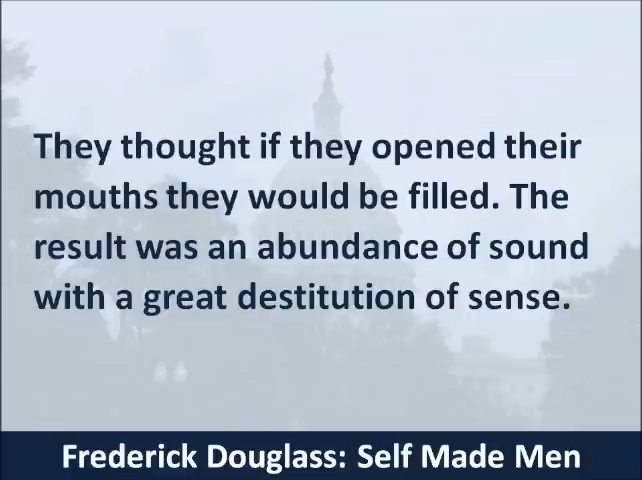 They thought if they opened their
mouths they would be filled. The
result was an abundance of sound
with a great destitution of sense.
Frederick Douglass: Self Made Men